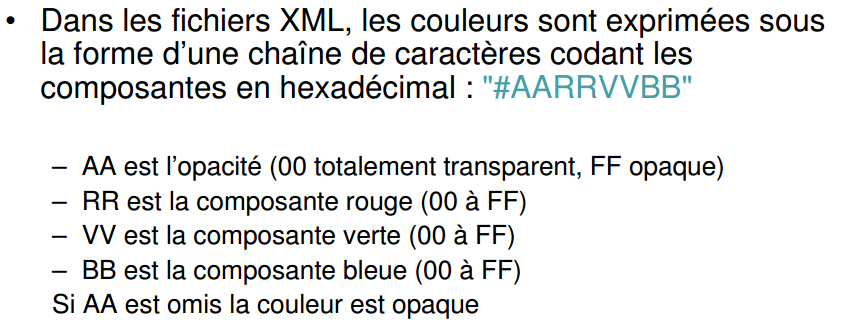 • Dans les fichiers XML, les couleurs sont exprimées sous
la forme d'une chaîne de caractères codant les
composantes en hexadécimal : "#AARRVVBB"
– AA est l'opacité (00 totalement transparent, FF opaque)
– RR est la composante rouge (00 à FF)
– VV est la composante verte (00 à FF)
– BB est la composante bleue (00 à FF)
Si AA est omis la couleur est opaque